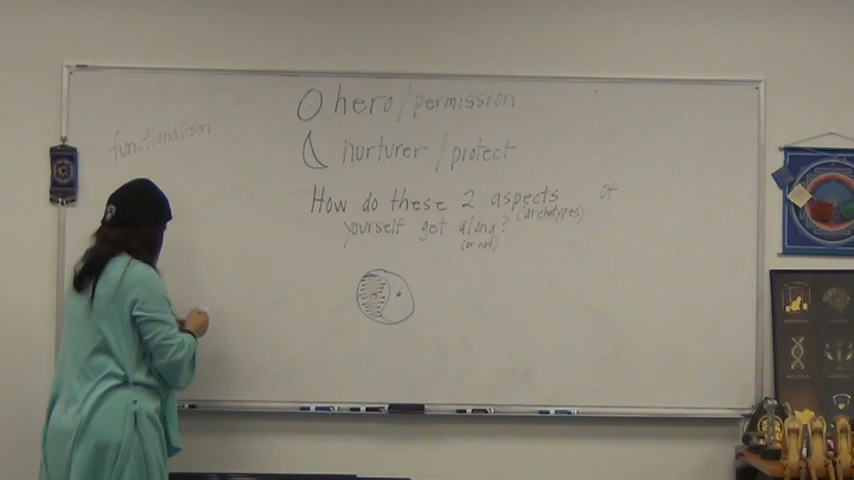 functionalism
hero/permission
nurturer/protect
How do these 2 aspects of
(archetypes)
yourself get along?
(or not)